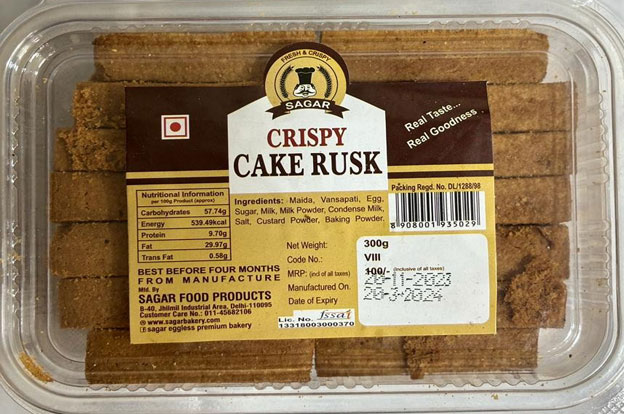 FRESH & CRISPY
SAGAR
CRISPY
CAKE RUSK
Real Taste...
Real Goodness
Nutritional Information
per 100g Product (approx)
Carbohydrates 57.74g
Energy 539.49kcal
Protein 9.70g
Fat 29.97g
Trans Fat 0.58g
BEST BEFORE FOUR MONTHS
FROM MANUFACTURE
Mfd. By
SAGAR FOOD PRODUCTS
B-40, Jhilmil Industrial Area, Delhi-110095
Customer Care No.: 011-45682106
www.sagarbakery.com
sagar eggless premium bakery
Ingredients: Maida, Vansapati, Egg,
Sugar, Milk, Milk Powder, Condense Milk,
Salt, Custard Powder, Baking Powder.
Packing Regd. No. DL/1288/98
8 908001 935029
Net Weight: 300g
Code No.: VIII
MRP: (incl of all taxes) 100/- (inclusive of all taxes)
Manufactured On 20-11-2023
Date of Expiry 20-3-2024
Lic. No. fssai
13318003000370